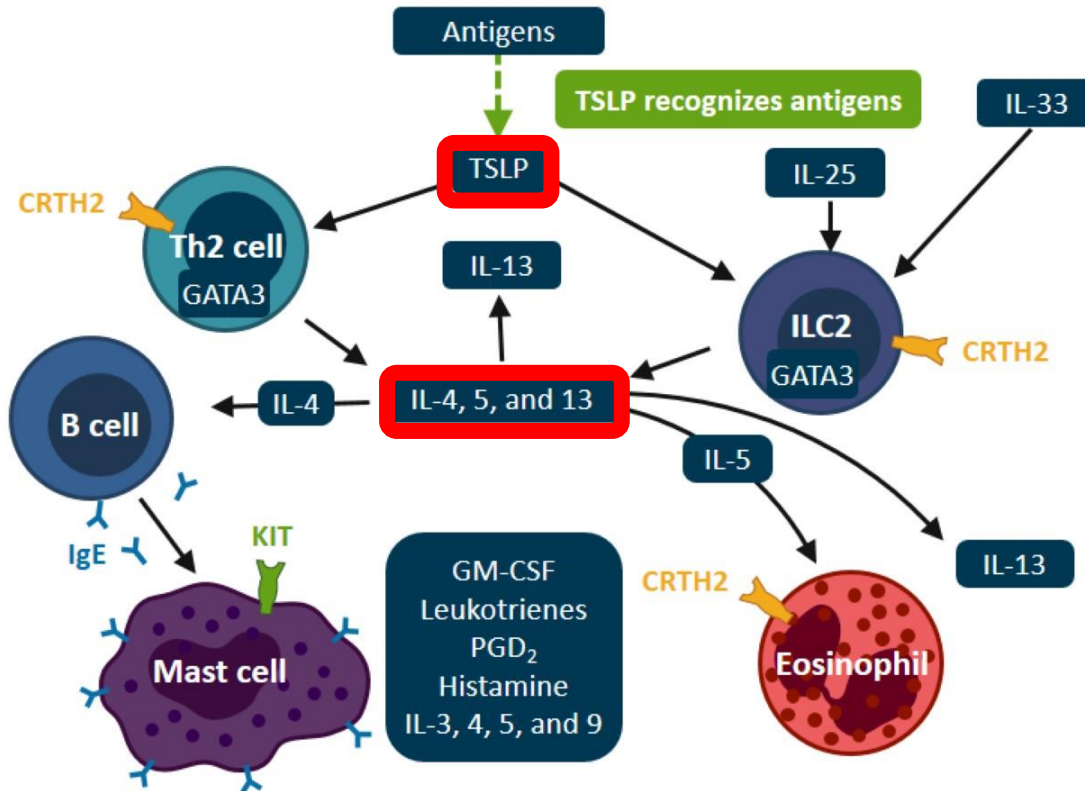 Antigens
TSLP recognizes antigens
IL-33
TSLP
IL-25
CRTH2
Th2 cell
GATA3
IL-13
ILC2
GATA3
CRTH2
IL-4, 5, and 13
IL-4
B cell
IL-5
IgE
KIT
GM-CSF
Leukotrienes
PGD₂
Histamine
IL-3, 4, 5, and 9
Mast cell
CRTH2
IL-13
Eosinophil